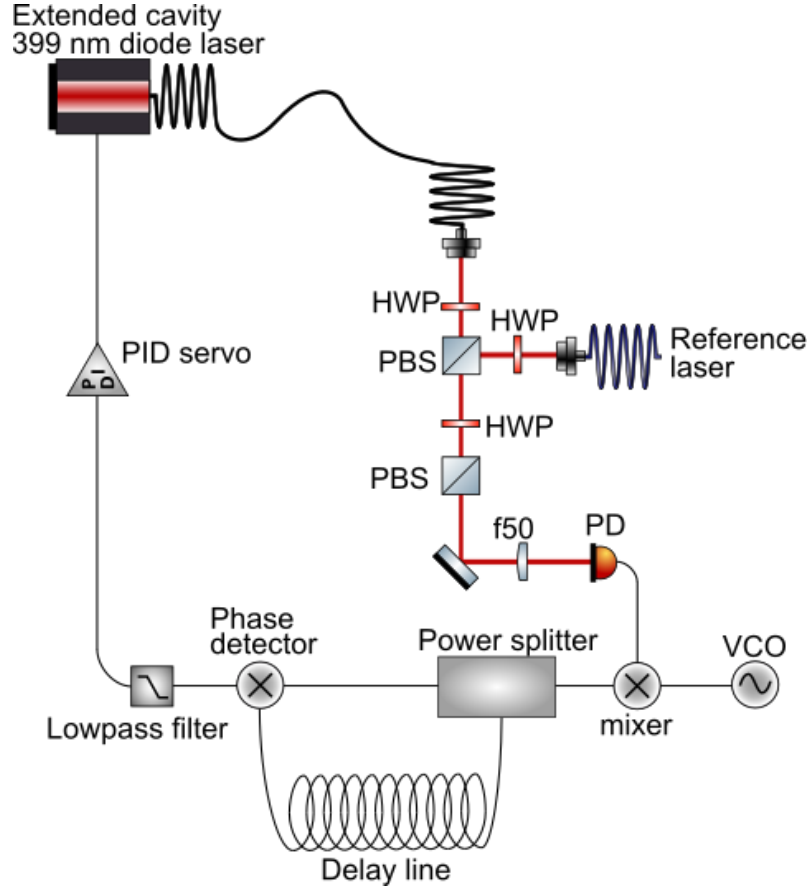 Extended cavity
399 nm diode laser
HWP
HWP
PBS
Reference
laser
PID servo
P I D
HWP
PBS
f50
PD
Phase
detector
Power splitter
VCO
Lowpass filter
mixer
Delay line